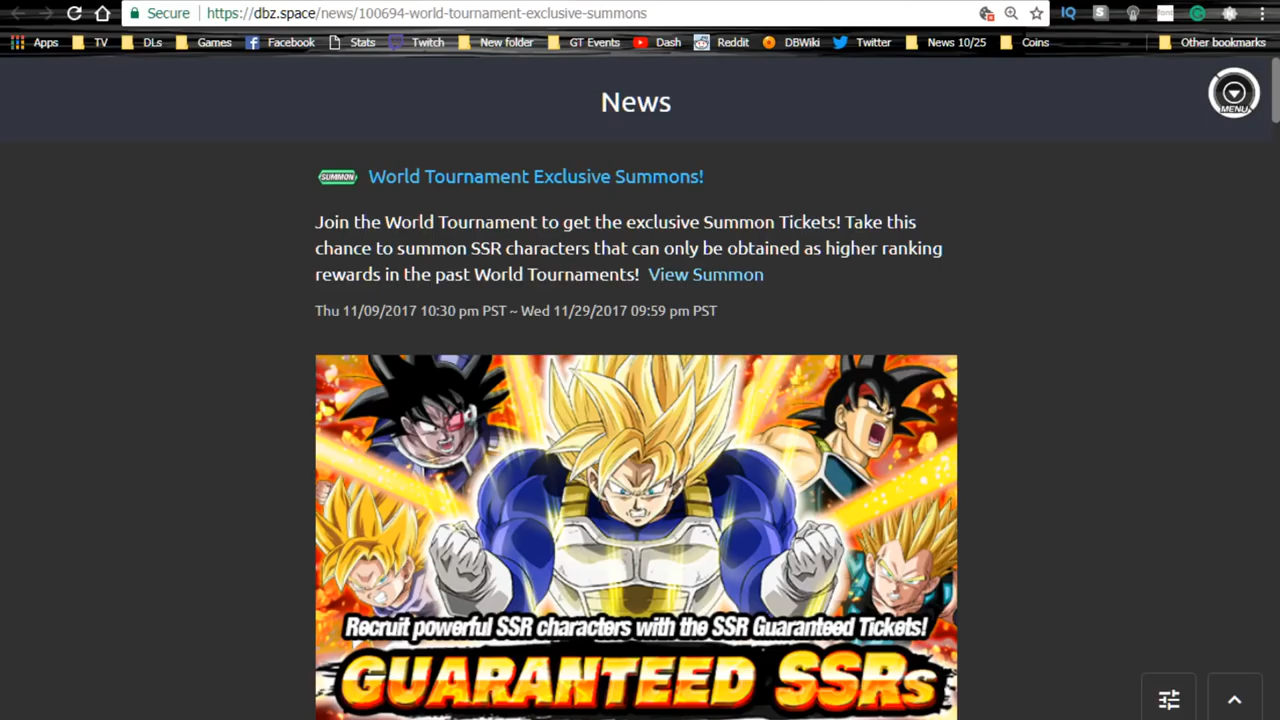 Secure https://dbz.space/news/100694-world-tournament-exclusive-summons
Apps TV DLs Games Facebook Stats Twitch New folder GT Events Dash Reddit DBWiki Twitter News 10/25 Coins Other bookmarks
News
MENU
SUMMON World Tournament Exclusive Summons!
Join the World Tournament to get the exclusive Summon Tickets! Take this
chance to summon SSR characters that can only be obtained as higher ranking
rewards in the past World Tournaments! View Summon
Thu 11/09/2017 10:30 pm PST ~ Wed 11/29/2017 09:59 pm PST
Recruit powerful SSR characters with the SSR Guaranteed Tickets!
GUARANTEED SSRs